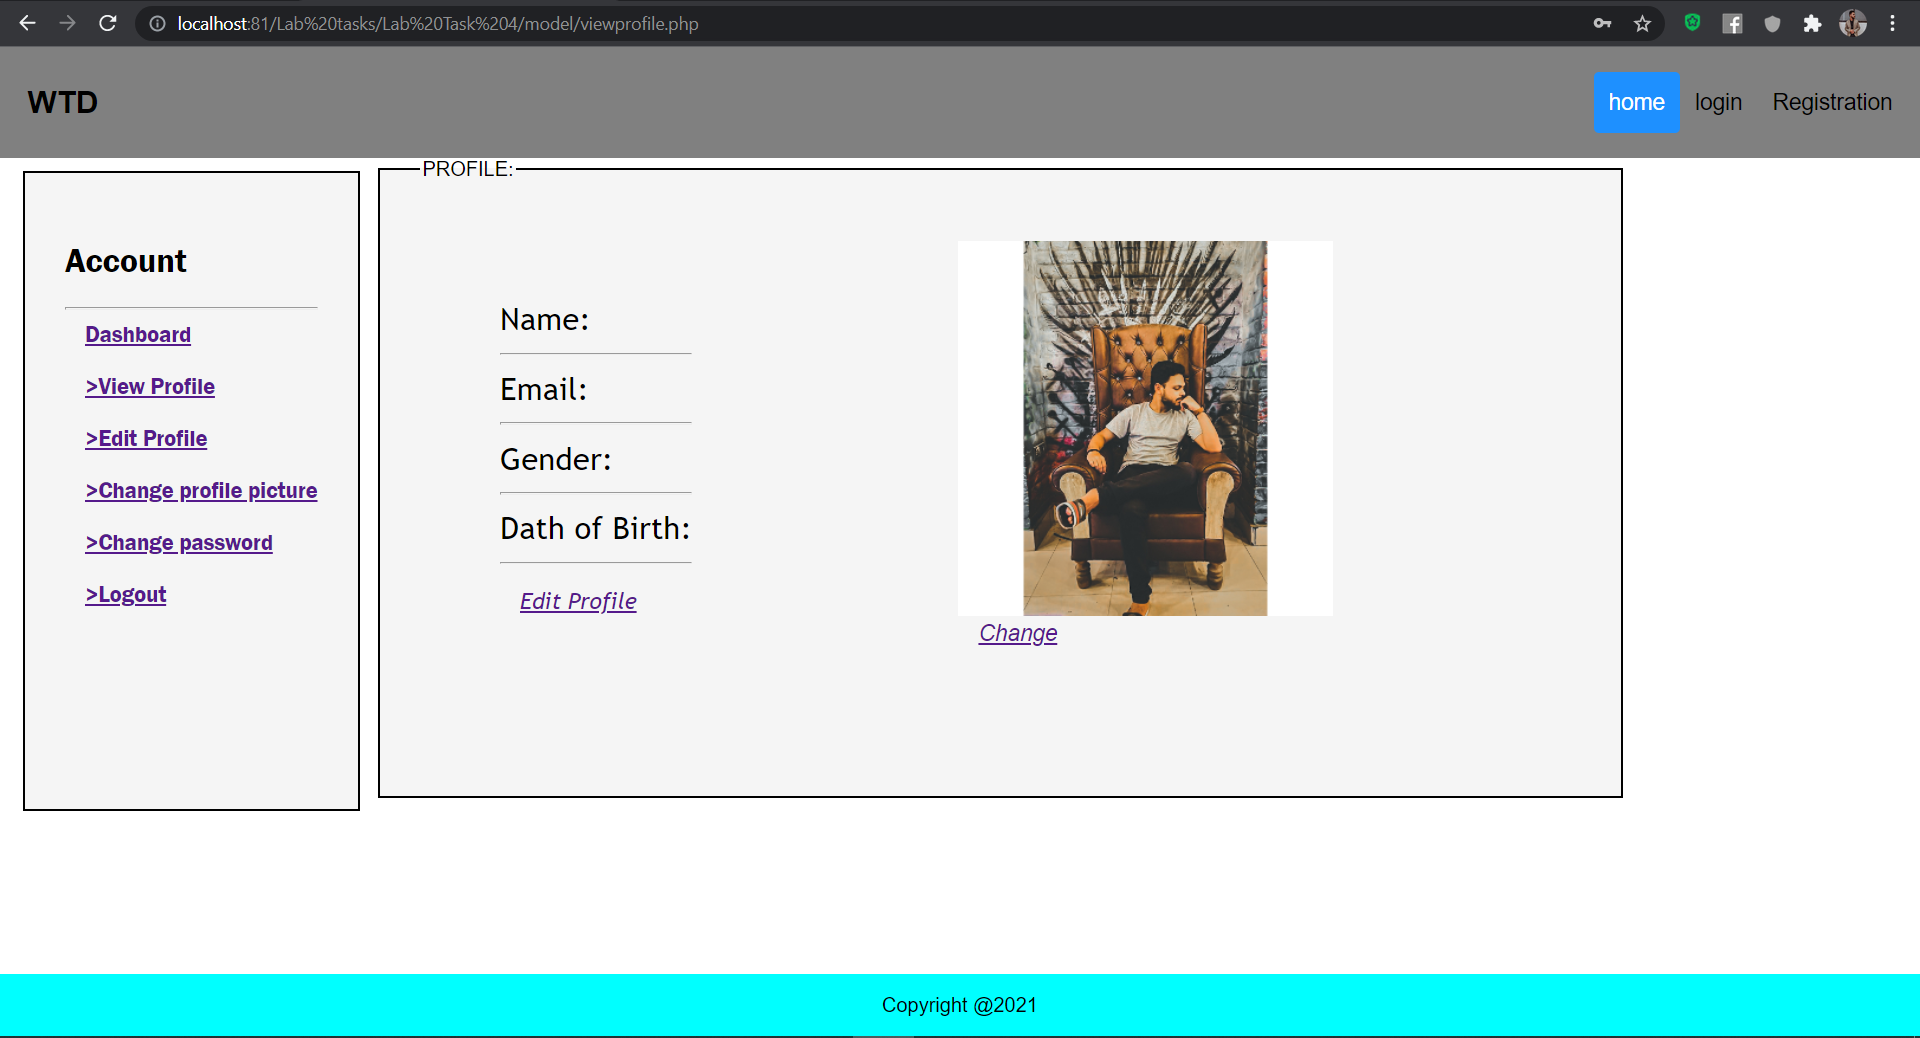 localhost:81/Lab%20tasks/Lab%20Task%204/model/viewprofile.php
WTD
home
login
Registration
Account
Dashboard
>View Profile
>Edit Profile
>Change profile picture
>Change password
>Logout
PROFILE:
Name:
Email:
Gender:
Dath of Birth:
Edit Profile
Change
Copyright @2021